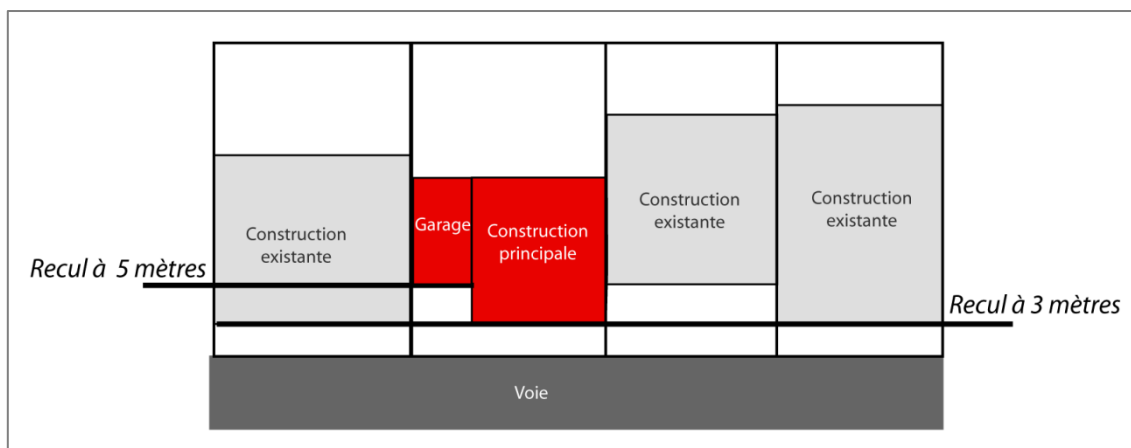 Construction
existante
Garage
Construction
principale
Construction
existante
Construction
existante
Recul à 5 mètres
Recul à 3 mètres
Voie